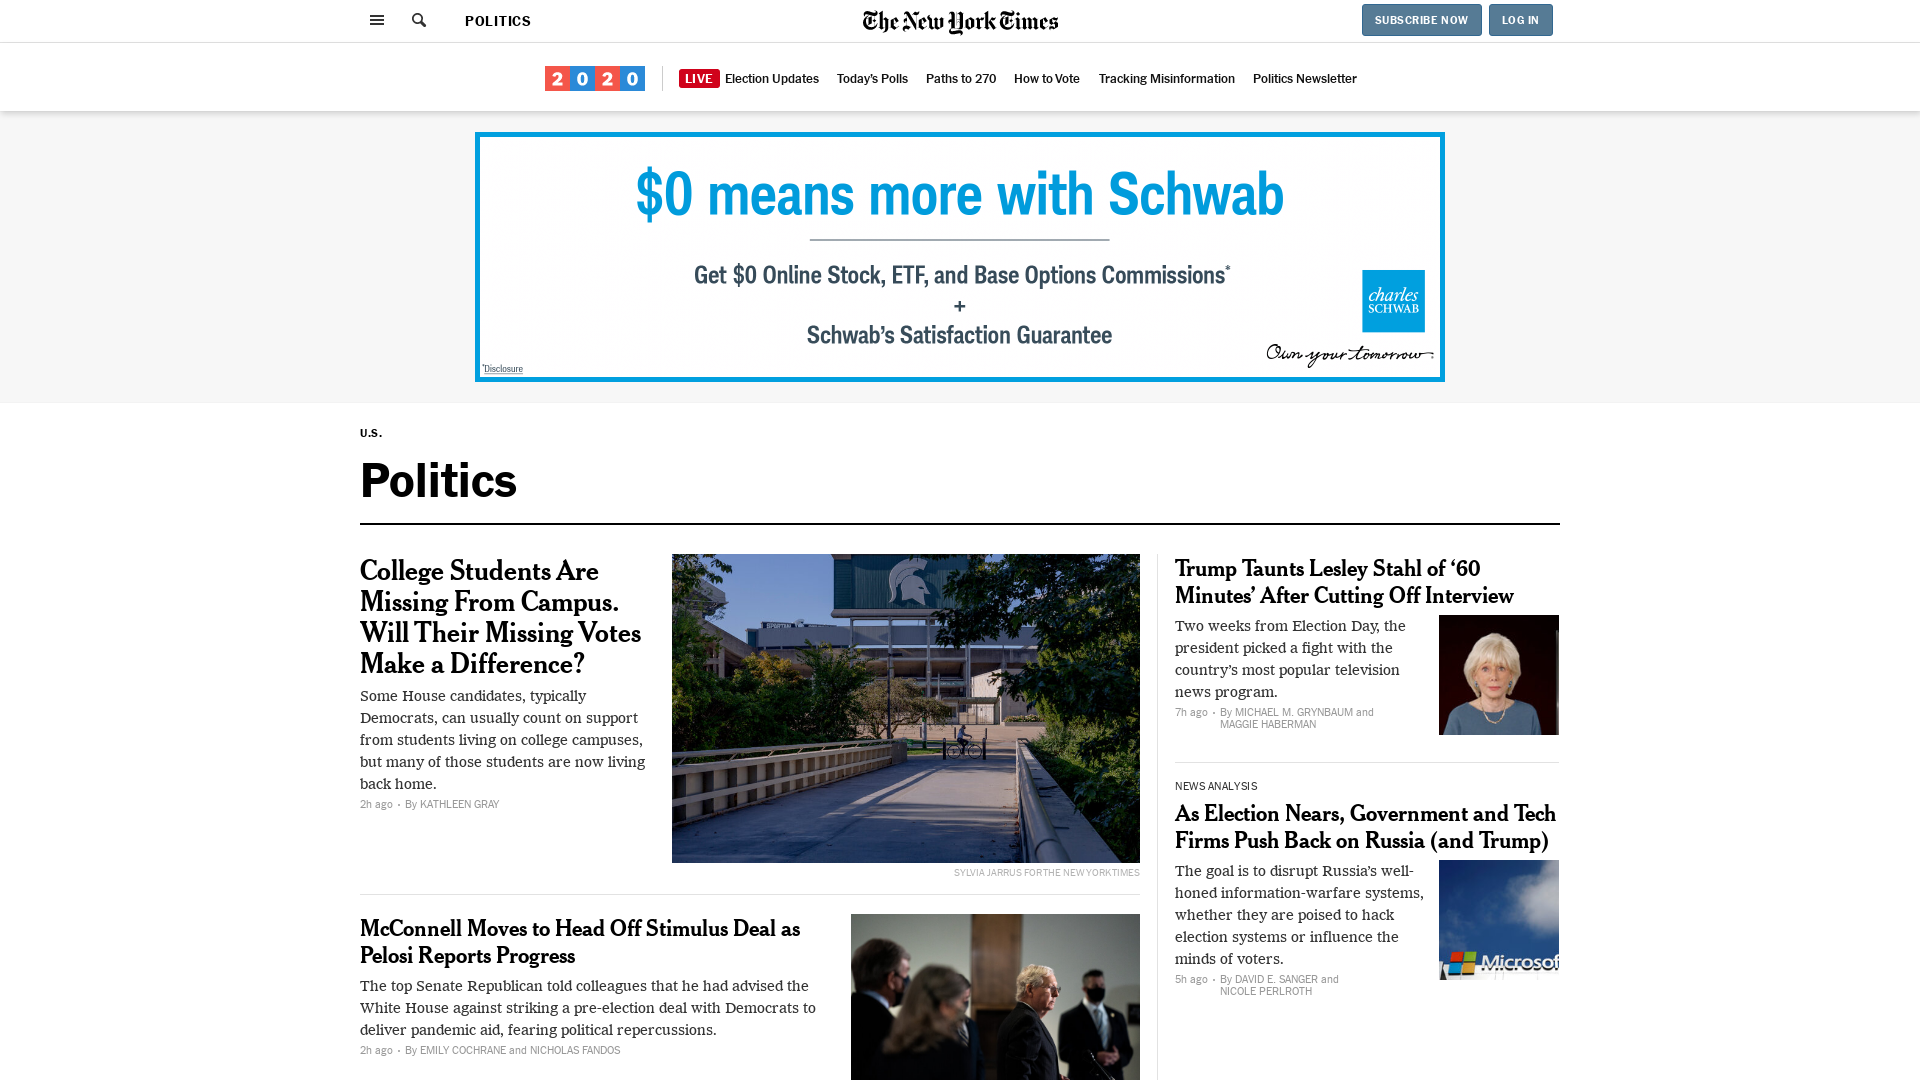 POLITICS
The New York Times
SUBSCRIBE NOW
LOG IN
2020
LIVE Election Updates
Today's Polls
Paths to 270
How to Vote
Tracking Misinformation
Politics Newsletter
$0 means more with Schwab
Get $0 Online Stock, ETF, and Base Options Commissions*
+
Schwab's Satisfaction Guarantee
charles
SCHWAB
Own your tomorrow
*Disclosure
U.S.
Politics
College Students Are
Missing From Campus.
Will Their Missing Votes
Make a Difference?
Some House candidates, typically
Democrats, can usually count on support
from students living on college campuses,
but many of those students are now living
back home.
2h ago • By KATHLEEN GRAY
SYLVIA JARRUS FOR THE NEW YORK TIMES
McConnell Moves to Head Off Stimulus Deal as
Pelosi Reports Progress
The top Senate Republican told colleagues that he had advised the
White House against striking a pre-election deal with Democrats to
deliver pandemic aid, fearing political repercussions.
2h ago • By EMILY COCHRANE and NICHOLAS FANDOS
Trump Taunts Lesley Stahl of ‘60
Minutes’ After Cutting Off Interview
Two weeks from Election Day, the
president picked a fight with the
country’s most popular television
news program.
7h ago • By MICHAEL M. GRYNBAUM and
MAGGIE HABERMAN
NEWS ANALYSIS
As Election Nears, Government and Tech
Firms Push Back on Russia (and Trump)
The goal is to disrupt Russia’s well-
honed information-warfare systems,
whether they are poised to hack
election systems or influence the
minds of voters.
5h ago • By DAVID E. SANGER and
NICOLE PERLROTH
Microsof